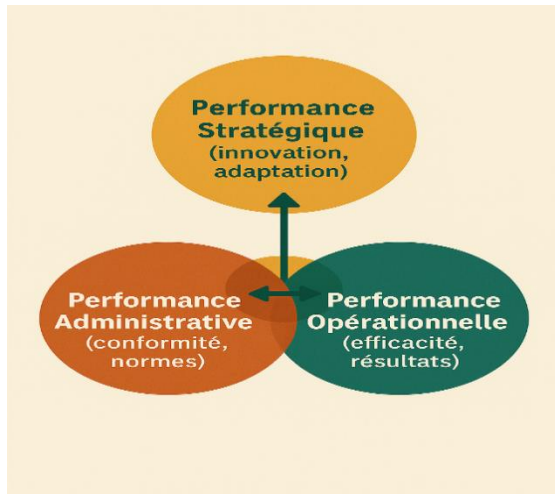 Performance
Stratégique
(innovation,
adaptation)
Performance
Administrative
(conformité,
normes)
Performance
Opérationnelle
(efficacité,
résultats)